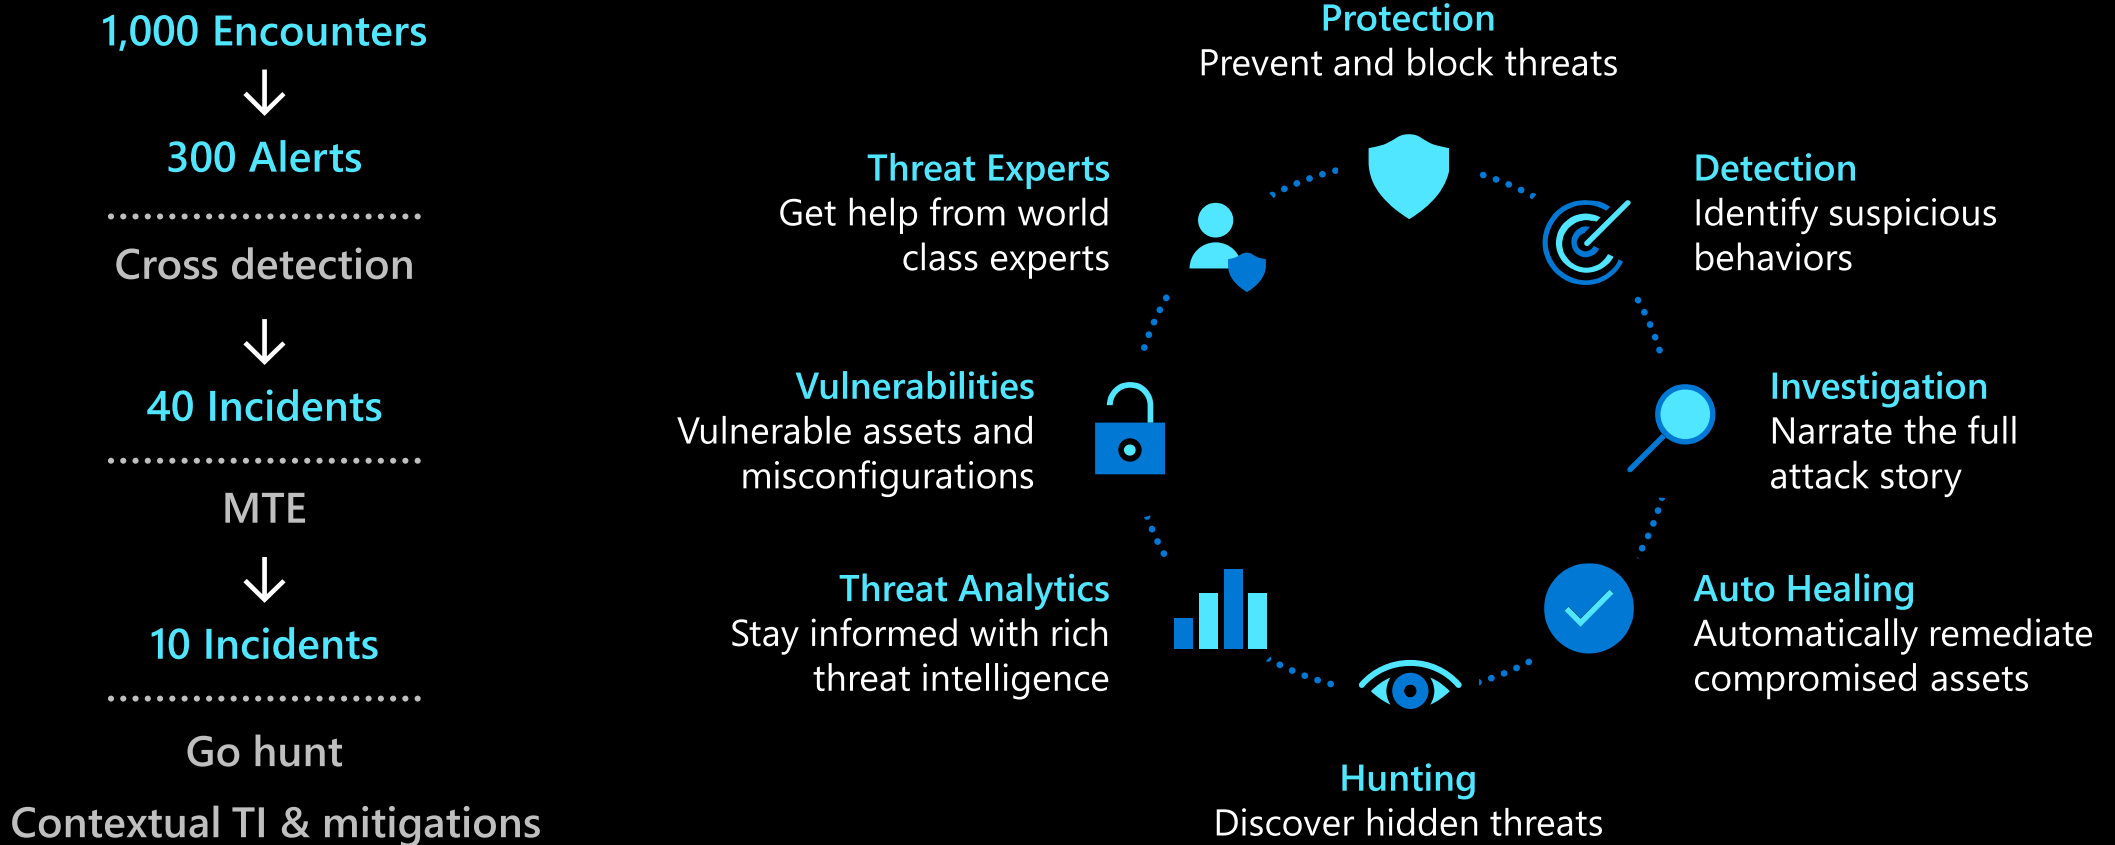 1,000 Encounters
300 Alerts
Cross detection
40 Incidents
MTE
10 Incidents
Go hunt
Contextual TI & mitigations
Protection
Prevent and block threats
Detection
Identify suspicious
behaviors
Investigation
Narrate the full
attack story
Auto Healing
Automatically remediate
compromised assets
Hunting
Discover hidden threats
Threat Analytics
Stay informed with rich
threat intelligence
Vulnerabilities
Vulnerable assets and
misconfigurations
Threat Experts
Get help from world
class experts